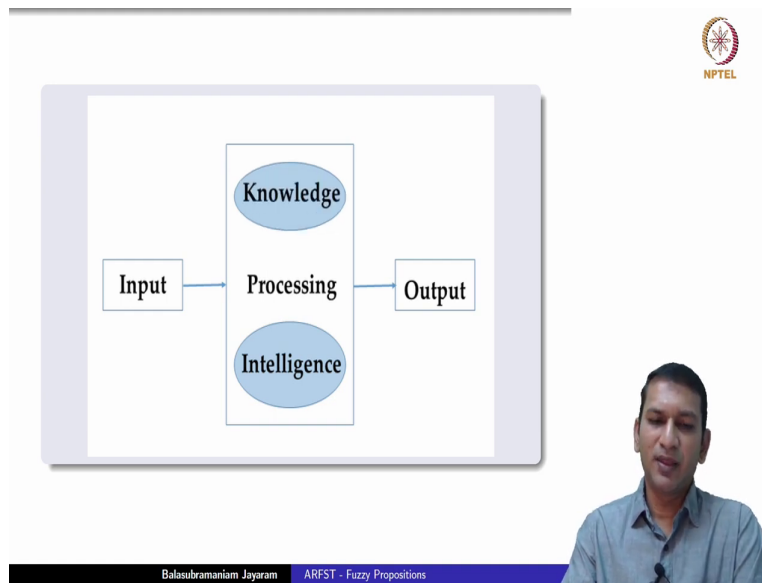 NPTEL
Knowledge
Input
Processing
Output
Intelligence
Balasubramaniam Jayaram
ARFST - Fuzzy Propositions